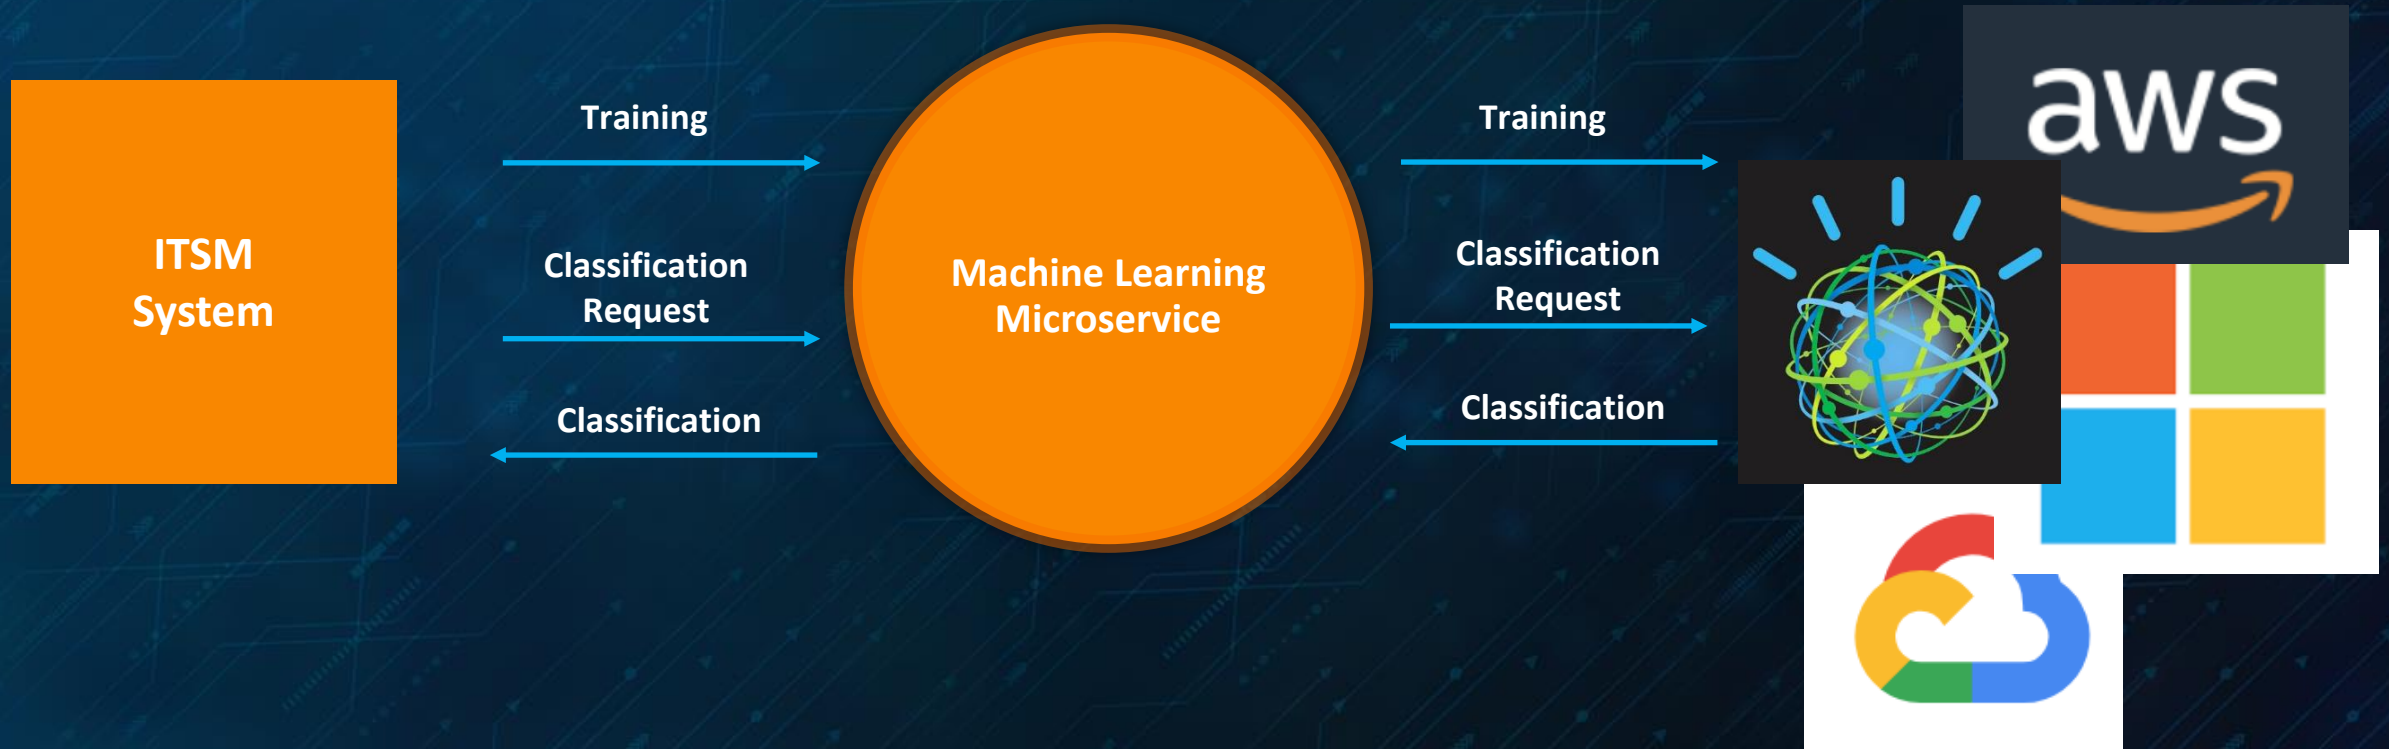 ITSM
System
Training
Classification
Request
Classification
Machine Learning
Microservice
Training
Classification
Request
Classification
aws